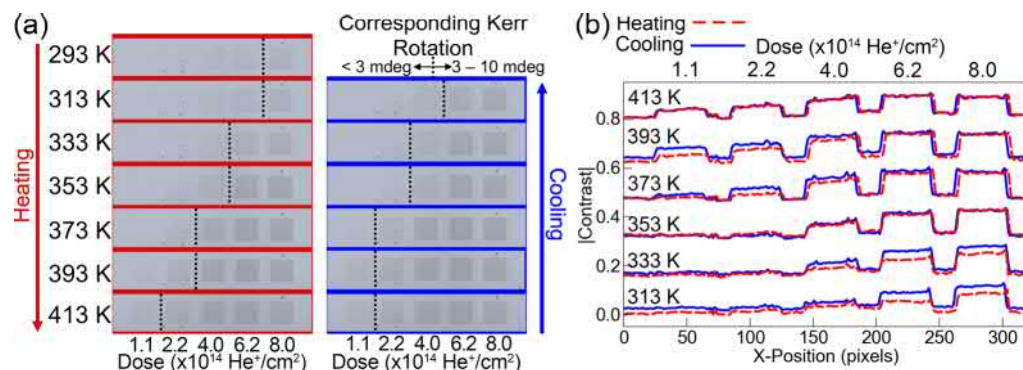 (a)
Heating
293 K
313 K
333 K
353 K
373 K
393 K
413 K
1.1 2.2 4.0 6.2 8.0
Dose (x10¹⁴ He⁺/cm²)
Corresponding Kerr
Rotation
< 3 mdeg 3 – 10 mdeg
Cooling
1.1 2.2 4.0 6.2 8.0
Dose (x10¹⁴ He⁺/cm²)
(b)
Heating
Cooling Dose (x10¹⁴ He⁺/cm²)
1.1 2.2 4.0 6.2 8.0
|Contrast|
0.8
0.6
0.4
0.2
0.0
413 K
393 K
373 K
353 K
333 K
313 K
0 50 100 150 200 250 300
X-Position (pixels)